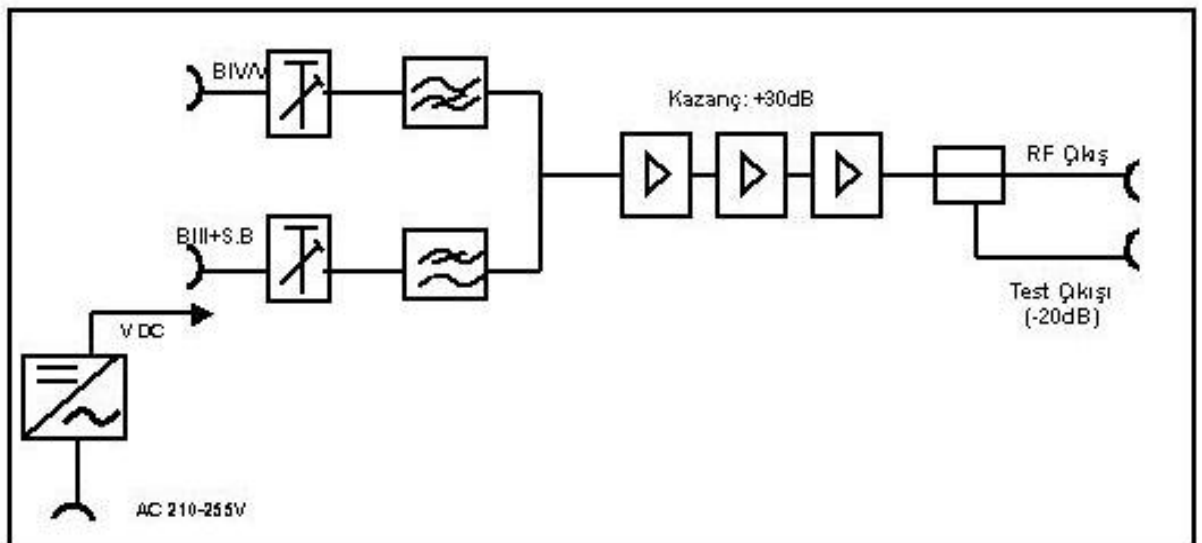 BIV/V
Kazanç: +30dB
RF Çıkış
BIII+S.B
Test Çıkışı
(-20dB)
V DC
AC 210-255V